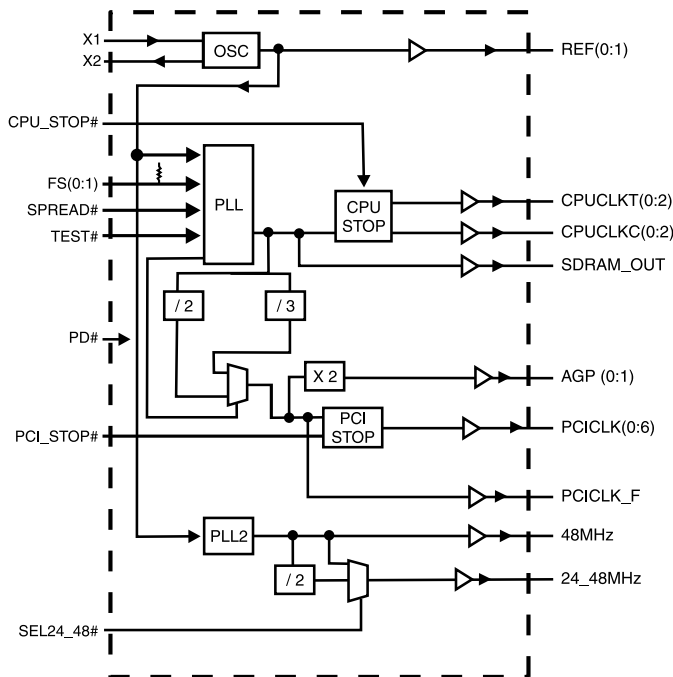 X1
X2
OSC
REF(0:1)
CPU_STOP#
FS(0:1)
SPREAD#
TEST#
PLL
CPU
STOP
CPUCLKT(0:2)
CPUCLKC(0:2)
SDRAM_OUT
/ 2
/ 3
PD#
X 2
AGP (0:1)
PCI_STOP#
PCI
STOP
PCICLK(0:6)
PCICLK_F
PLL2
48MHz
/ 2
24_48MHz
SEL24_48#